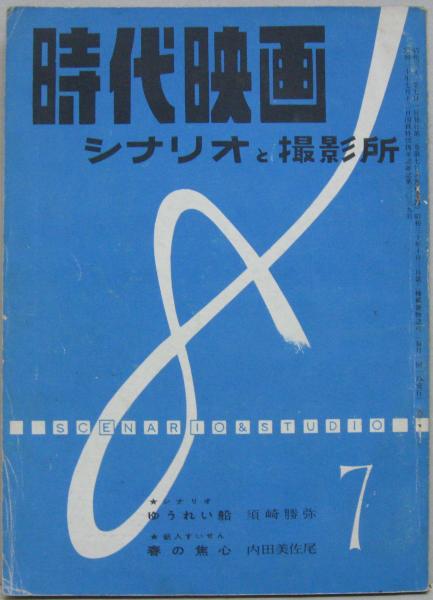 時代映画
シナリオと撮影所
SCENARIO & STUDIO
7
★シナリオ
ゆうれい船 須崎勝弥
★新人すいせん
春の焦心 内田美佐尾